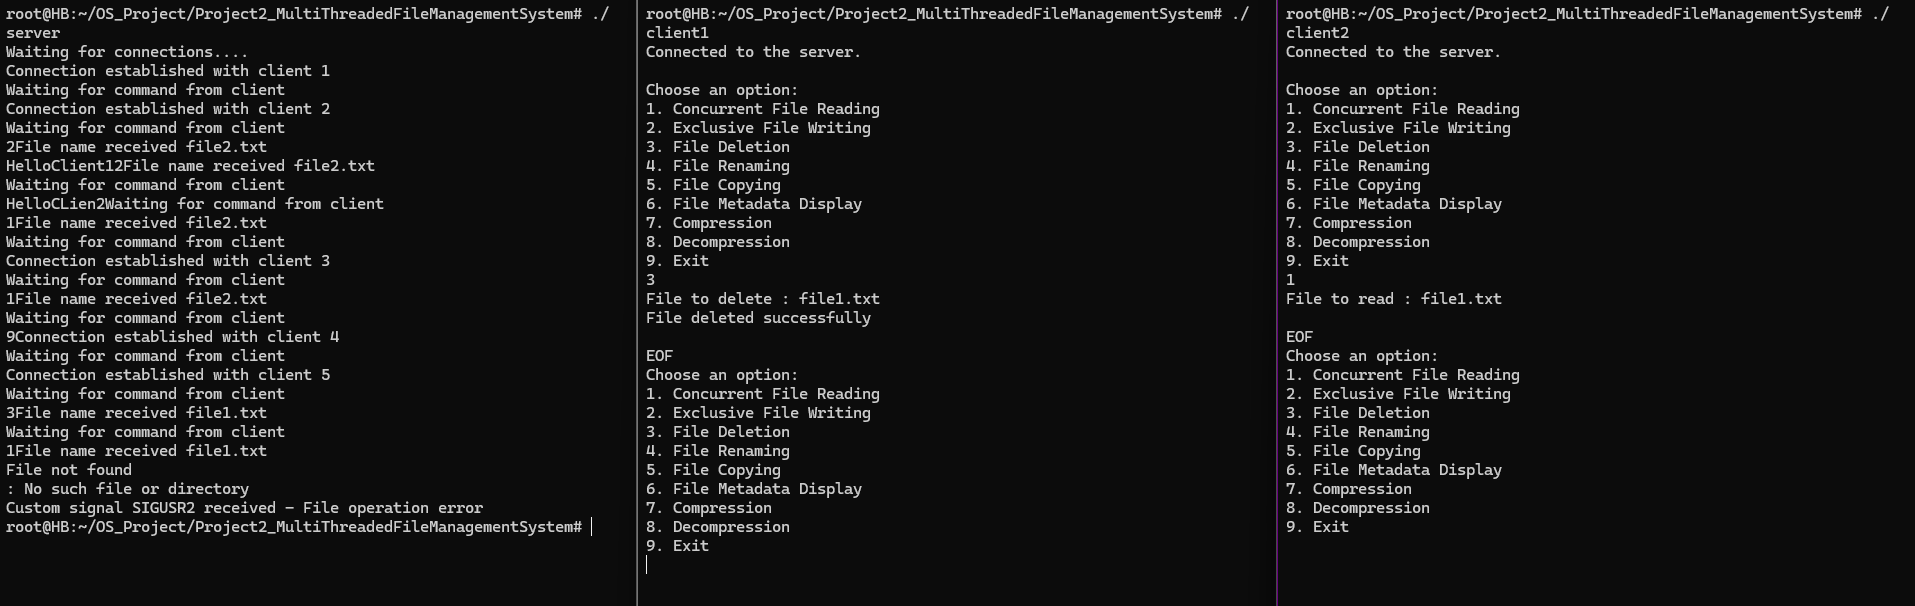 root@HB:~/OS_Project/Project2_MultiThreadedFileManagementSystem# ./
server
Waiting for connections....
Connection established with client 1
Waiting for command from client
Connection established with client 2
Waiting for command from client
2File name received file2.txt
HelloClient12File name received file2.txt
Waiting for command from client
HelloCLien2Waiting for command from client
1File name received file2.txt
Waiting for command from client
Connection established with client 3
Waiting for command from client
1File name received file2.txt
Waiting for command from client
9Connection established with client 4
Waiting for command from client
Connection established with client 5
Waiting for command from client
3File name received file1.txt
Waiting for command from client
1File name received file1.txt
File not found
: No such file or directory
Custom signal SIGUSR2 received - File operation error
root@HB:~/OS_Project/Project2_MultiThreadedFileManagementSystem#
root@HB:~/OS_Project/Project2_MultiThreadedFileManagementSystem# ./
client1
Connected to the server.
Choose an option:
1. Concurrent File Reading
2. Exclusive File Writing
3. File Deletion
4. File Renaming
5. File Copying
6. File Metadata Display
7. Compression
8. Decompression
9. Exit
3
File to delete : file1.txt
File deleted successfully
EOF
Choose an option:
1. Concurrent File Reading
2. Exclusive File Writing
3. File Deletion
4. File Renaming
5. File Copying
6. File Metadata Display
7. Compression
8. Decompression
9. Exit
root@HB:~/OS_Project/Project2_MultiThreadedFileManagementSystem# ./
client2
Connected to the server.
Choose an option:
1. Concurrent File Reading
2. Exclusive File Writing
3. File Deletion
4. File Renaming
5. File Copying
6. File Metadata Display
7. Compression
8. Decompression
9. Exit
1
File to read : file1.txt
EOF
Choose an option:
1. Concurrent File Reading
2. Exclusive File Writing
3. File Deletion
4. File Renaming
5. File Copying
6. File Metadata Display
7. Compression
8. Decompression
9. Exit